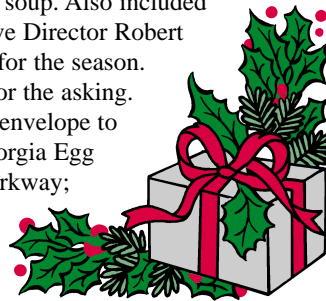 soup. Also included
ve Director Robert
for the season.
or the asking.
envelope to
orgia Egg
rkway;